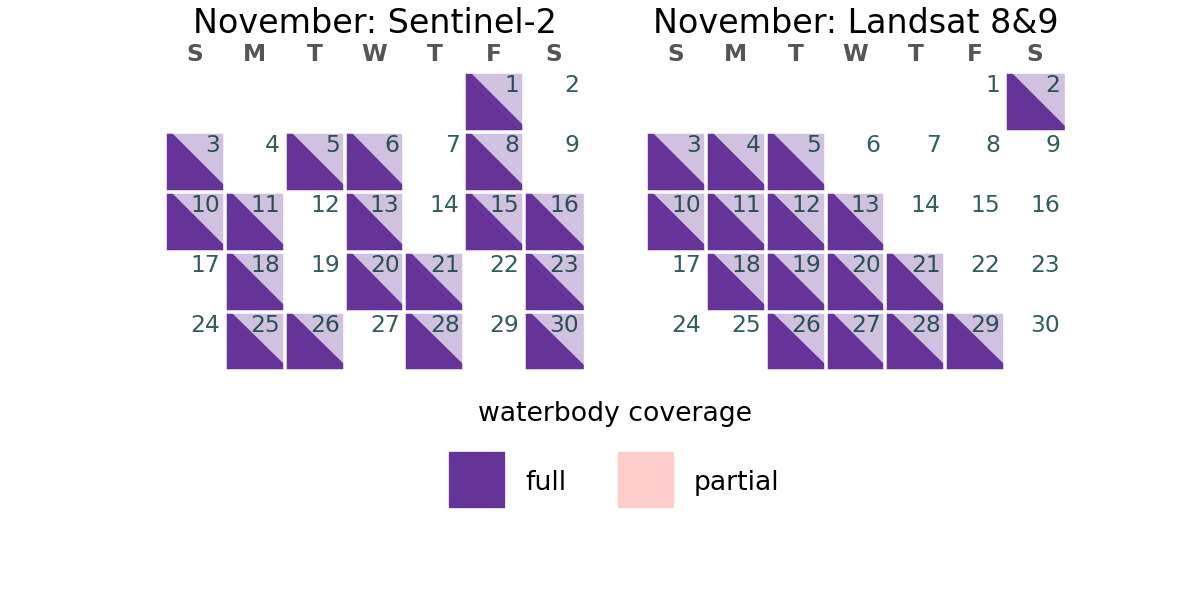 November: Sentinel-2
S M T W T F S
1 2
3 4 5 6 7 8 9
10 11 12 13 14 15 16
17 18 19 20 21 22 23
24 25 26 27 28 29 30
November: Landsat 8&9
S M T W T F S
1 2
3 4 5 6 7 8 9
10 11 12 13 14 15 16
17 18 19 20 21 22 23
24 25 26 27 28 29 30
waterbody coverage
full
partial